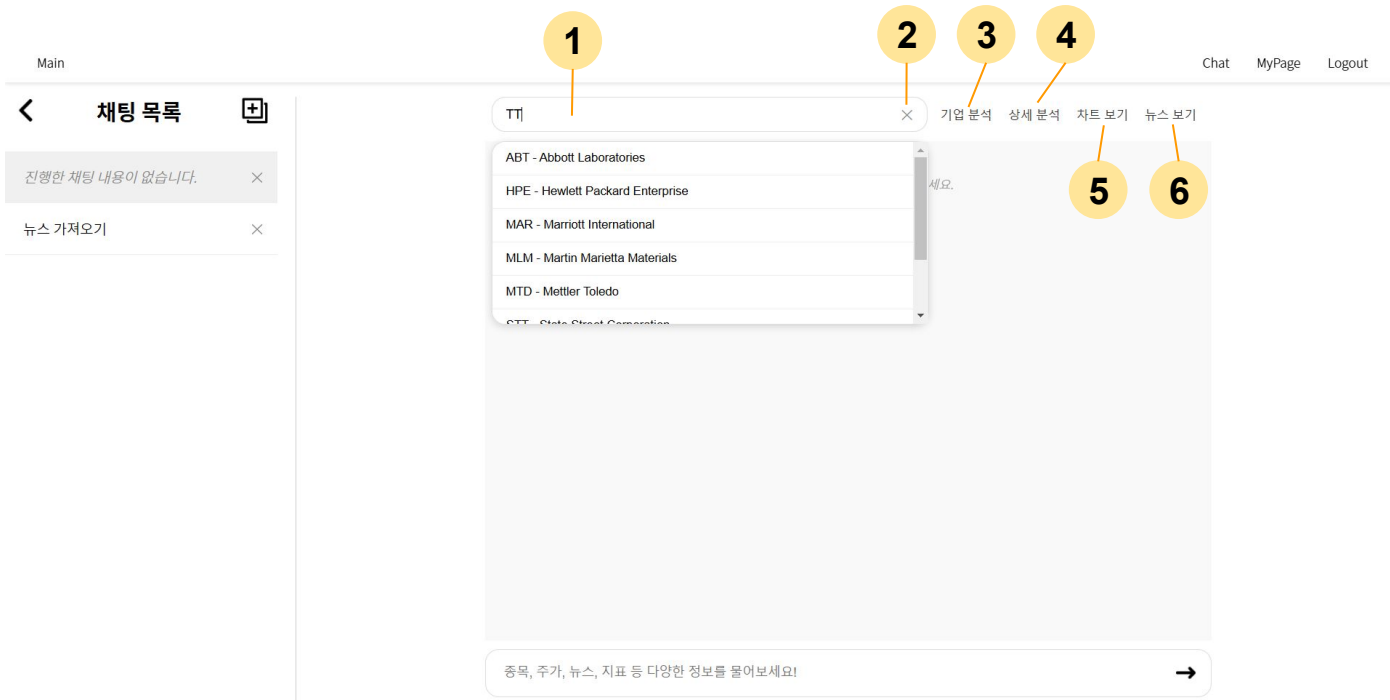 1
2
3
4
Main
Chat
MyPage
Logout
채팅 목록
TT
기업 분석
상세 분석
차트 보기
뉴스 보기
진행한 채팅 내용이 없습니다.
뉴스 가져오기
ABT - Abbott Laboratories
HPE - Hewlett Packard Enterprise
MAR - Marriott International
MLM - Martin Marietta Materials
MTD - Mettler Toledo
STT - State Street Corporation
세요.
5
6
종목, 주가, 뉴스, 지표 등 다양한 정보를 물어보세요!